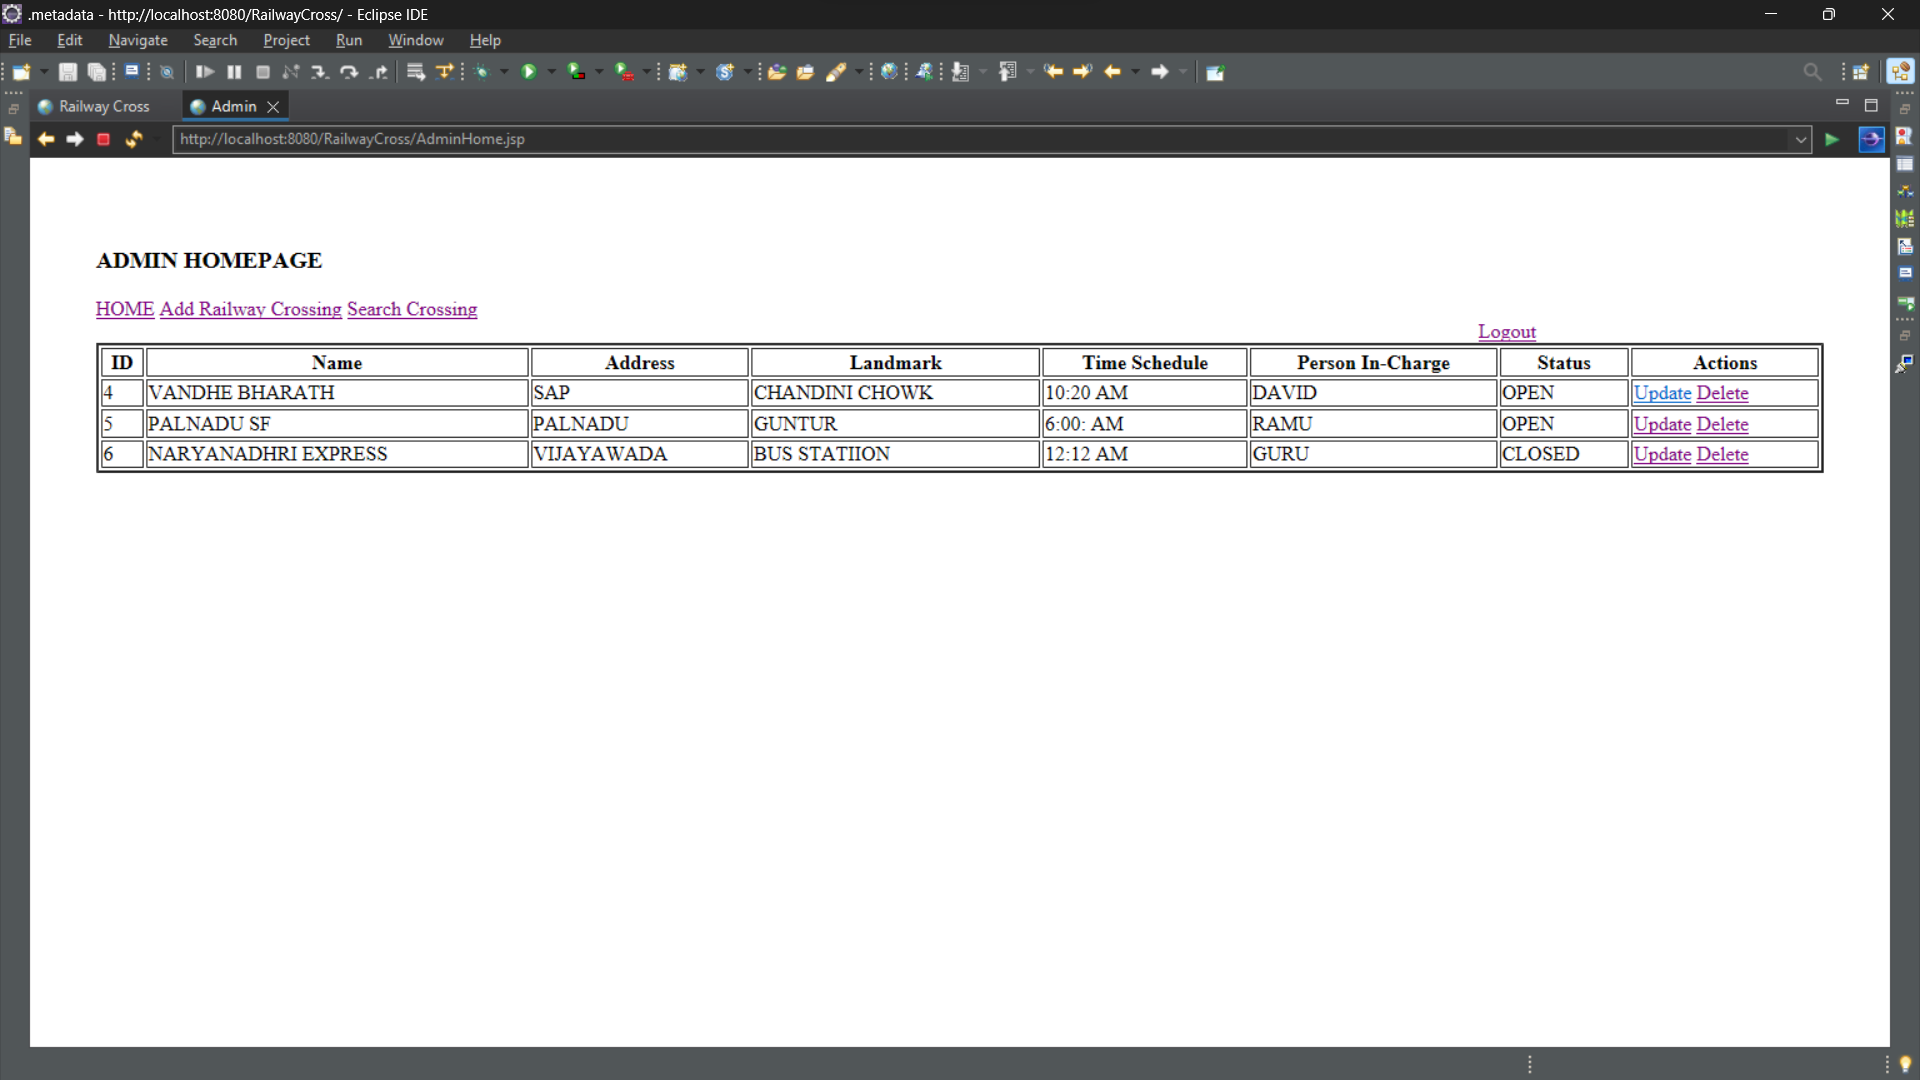 .metadata - http://localhost:8080/RailwayCross/ - Eclipse IDE
File Edit Navigate Search Project Run Window Help
Railway Cross Admin
http://localhost:8080/RailwayCross/AdminHome.jsp
ADMIN HOMEPAGE
HOME Add Railway Crossing Search Crossing
Logout
ID Name Address Landmark Time Schedule Person In-Charge Status Actions
4 VANDHE BHARATH SAP CHANDINI CHOWK 10:20 AM DAVID OPEN Update Delete
5 PALNADU SF PALNADU GUNTUR 6:00: AM RAMU OPEN Update Delete
6 NARYANADHRI EXPRESS VIJAYAWADA BUS STATIION 12:12 AM GURU CLOSED Update Delete